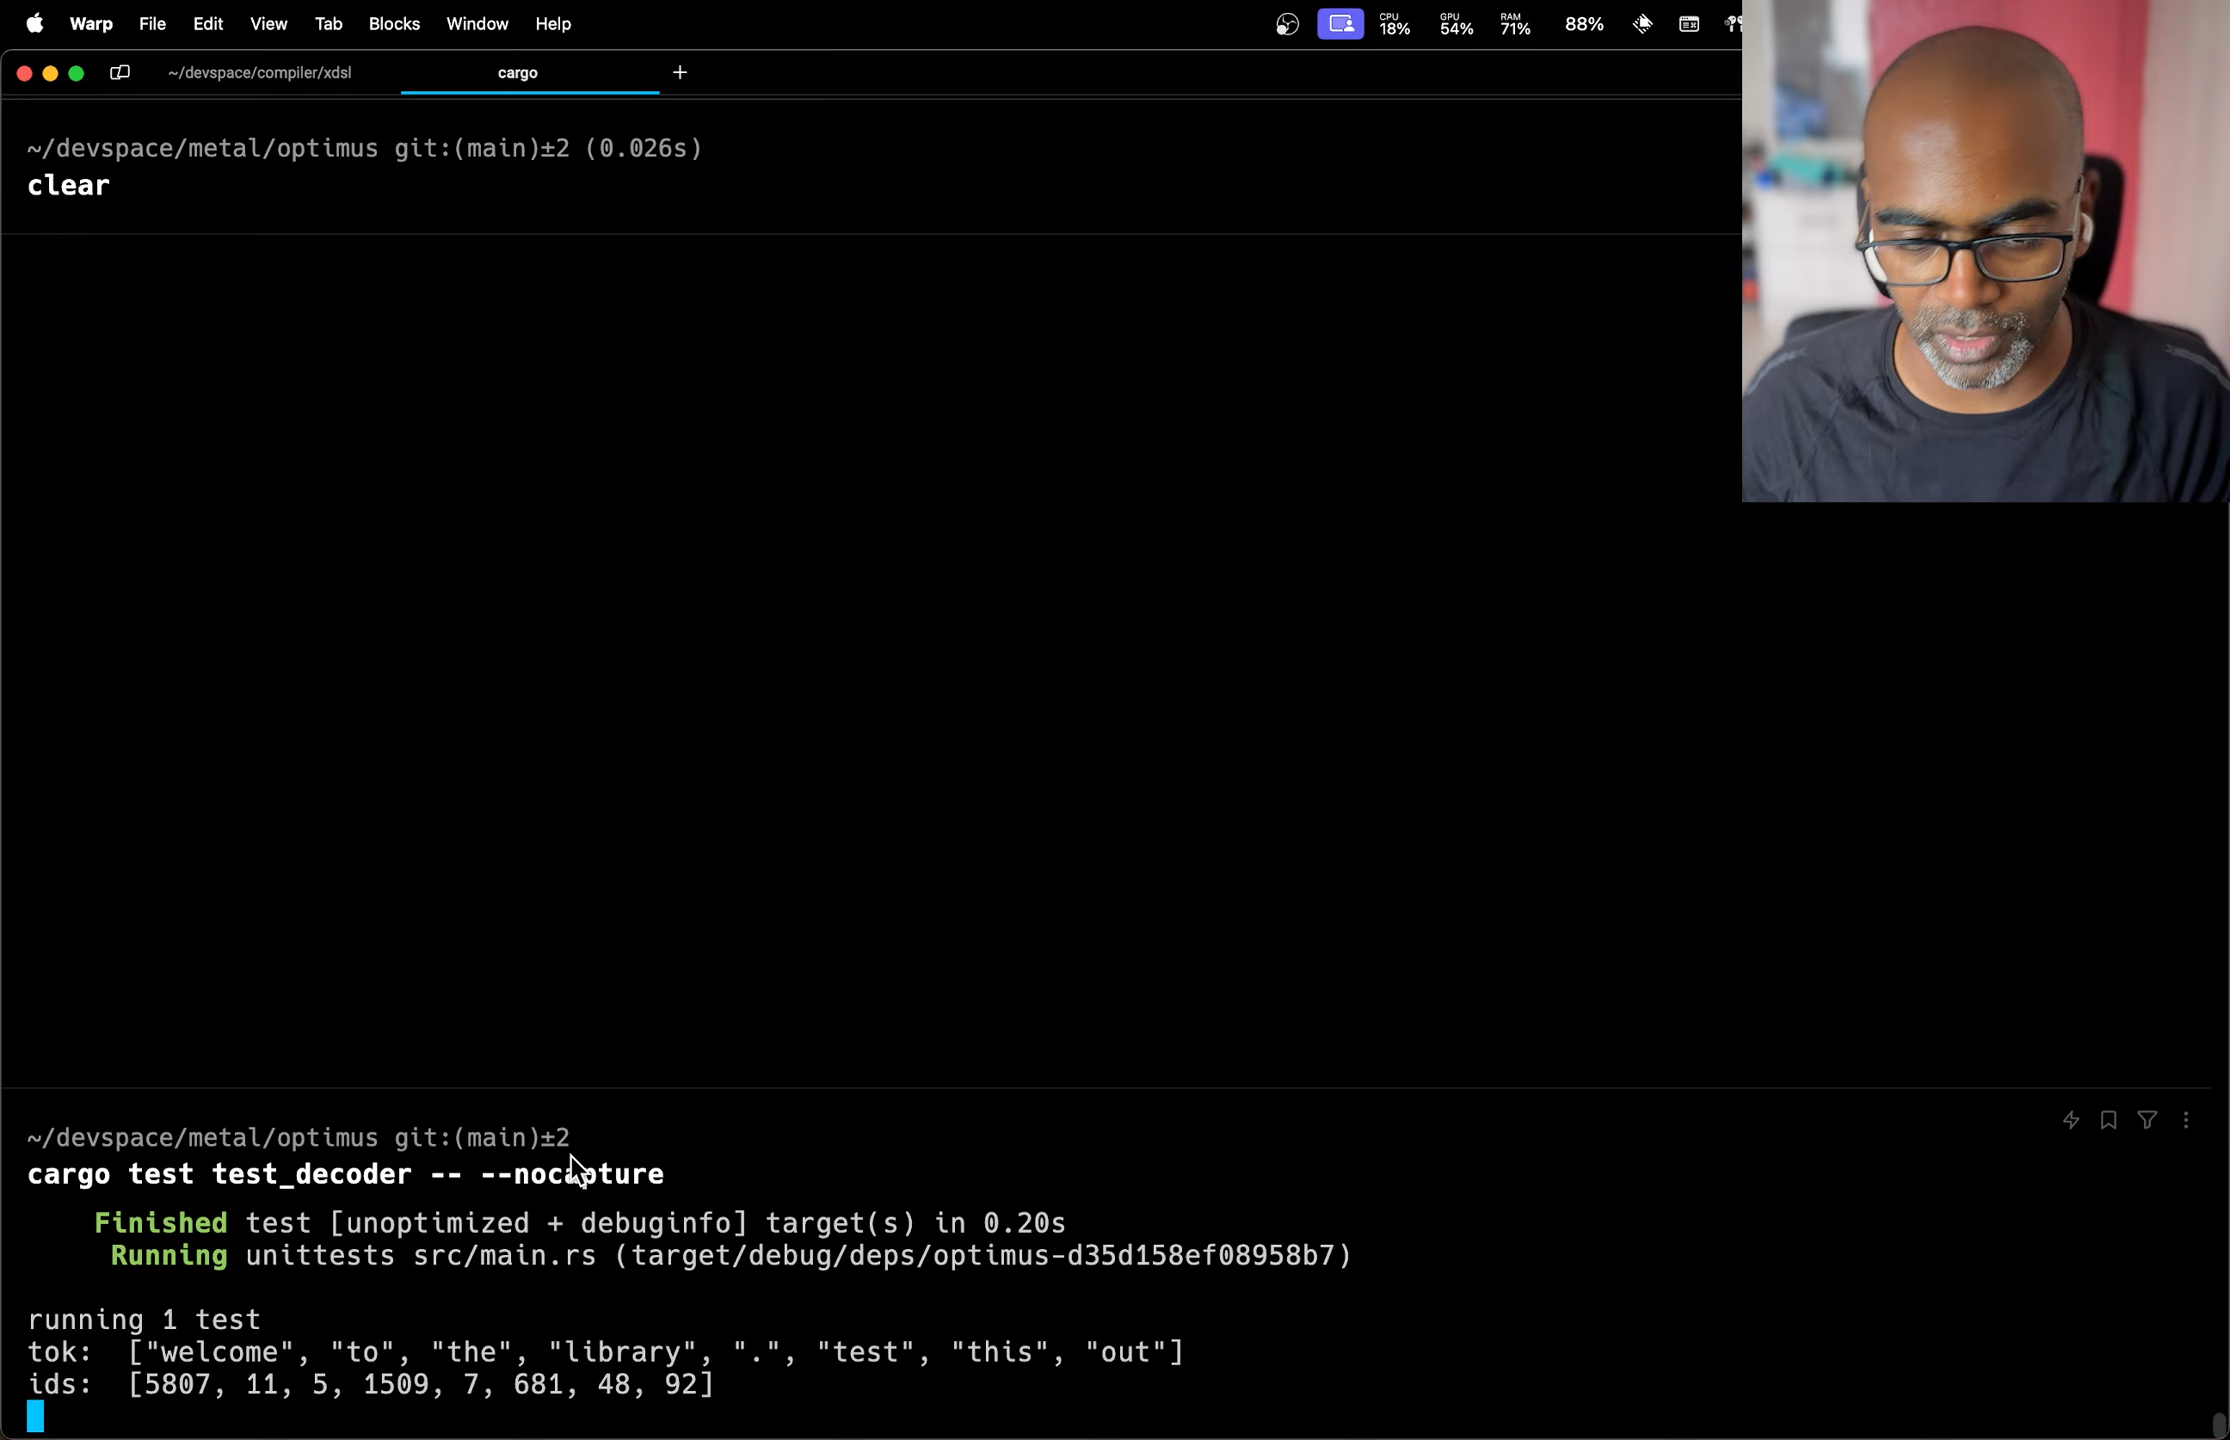 Warp File Edit View Tab Blocks Window Help
CPU 18% GPU 54% RAM 71% 88%
~/devspace/compiler/xdsl cargo +
~/devspace/metal/optimus git:(main)±2 (0.026s)
clear
~/devspace/metal/optimus git:(main)±2
cargo test test_decoder -- --nocapture
Finished test [unoptimized + debuginfo] target(s) in 0.20s
Running unittests src/main.rs (target/debug/deps/optimus-d35d158ef08958b7)
running 1 test
tok: ["welcome", "to", "the", "library", ".", "test", "this", "out"]
ids: [5807, 11, 5, 1509, 7, 681, 48, 92]